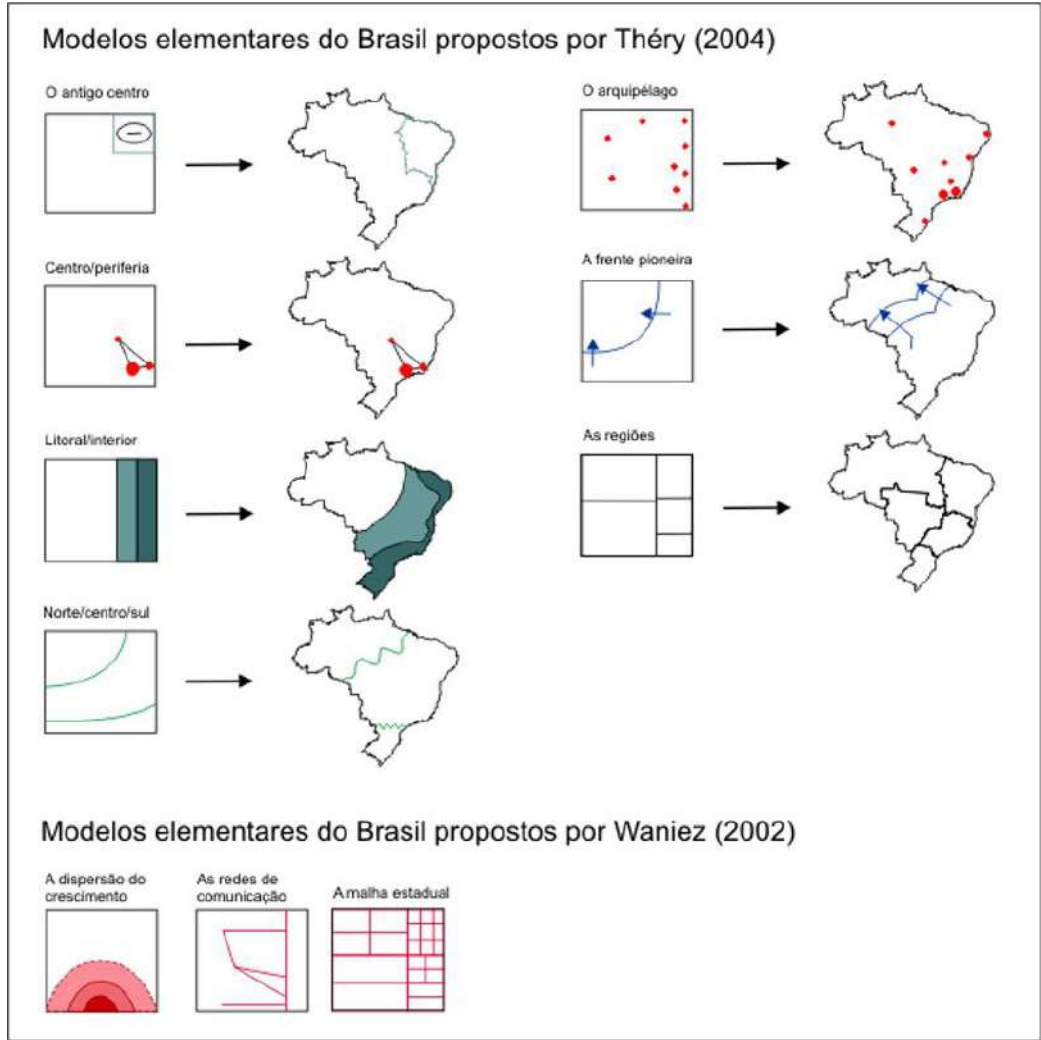 Modelos elementares do Brasil propostos por Théry (2004)
O antigo centro
O arquipélago
Centro/periferia
A frente pioneira
Litoral/interior
As regiões
Norte/centro/sul
Modelos elementares do Brasil propostos por Waniez (2002)
A dispersão do
crescimento
As redes de
comunicação
A malha estadual